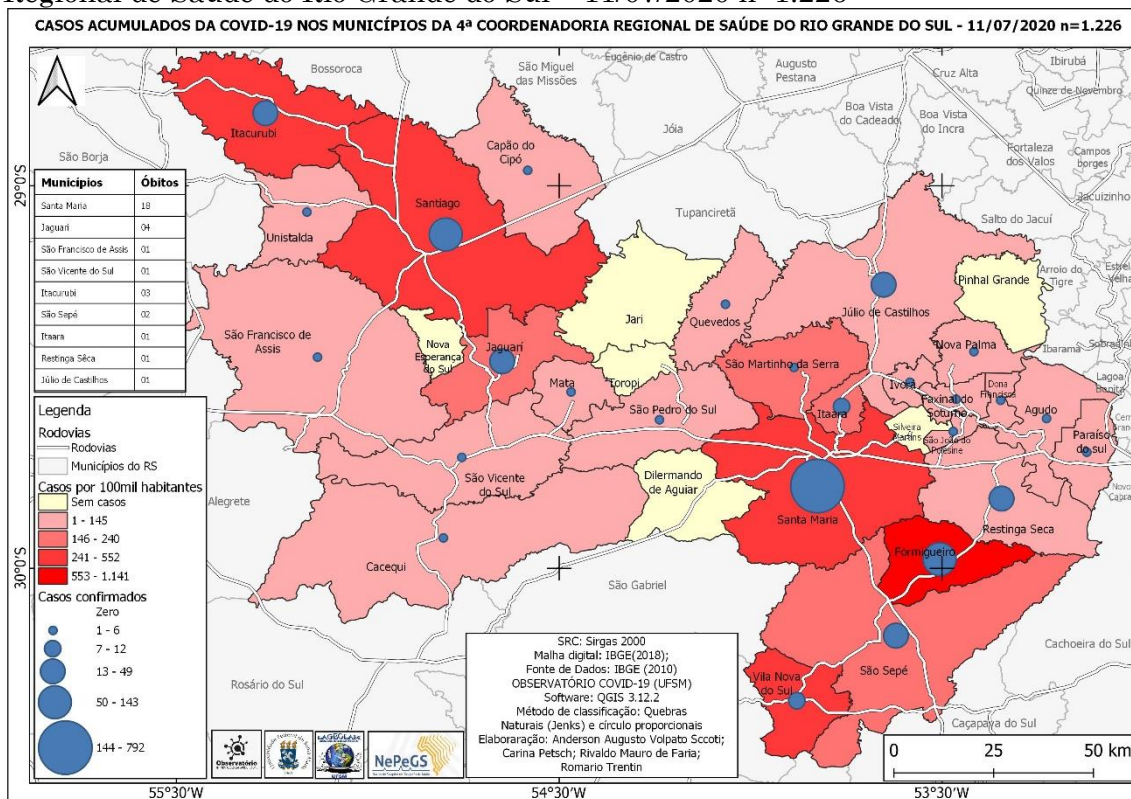 Regional de Saúde do Rio Grande do Sul – 11/07/2020 n=1.226
CASOS ACUMULADOS DA COVID-19 NOS MUNICÍPIOS DA 4ª COORDENADORIA REGIONAL DE SAÚDE DO RIO GRANDE DO SUL - 11/07/2020 n=1.226
Bossoroca
São Miguel
das Missões
Eugênio de Castro
Augusto
Pestana
Cruz Alta
Ibirubá
Quinze de Novembro
Boa Vista
do Cadeado
Boa Vista
do Incra
Fortaleza
dos Valos
Campos
borges
Jóia
Jacuizinho
Salto do Jacuí
Tupanciretã
São Borja
Itacurubi
Capão do
Cipó
29°0'S
Santiago
Unistalda
Municípios Óbitos
Santa Maria 18
Jaguari 04
São Francisco de Assis 01
São Vicente do Sul 01
Itacurubi 03
São Sepé 02
Itaara 01
Restinga Sêca 01
Júlio de Castilhos 01
Pinhal Grande
Arroio do
Tigre
Estrela
Velha
Jari
Quevedos
Júlio de Castilhos
São Francisco de
Assis
Nova
Esperança
do Sul
Jaguari
Nova Palma
Ibarama
Sobradinho
Toropi
São Martinho da Serra
Mata
Ivorá
Dona
Francisca
Lagoa
Bonita
Itaara
Faxinal do
Soturno
Agudo
São Pedro do Sul
Silveira
Martins
São João do
Polêsine
Paraíso
do sul
Dilermando
de Aguiar
São Vicente
do Sul
Alegrete
Santa Maria
Restinga Seca
Formigueiro
30°0'S
Cacequi
São Gabriel
Cachoeira do Sul
Rosário do Sul
São Sepé
Vila Nova
do Sul
Caçapava do Sul
Legenda
Rodovias
Rodovias
Municípios do RS
Casos por 100mil habitantes
Sem casos
1 - 145
146 - 240
241 - 552
553 - 1.141
Casos confirmados
Zero
1 - 6
7 - 12
13 - 49
50 - 143
144 - 792
SRC: Sirgas 2000
Malha digital: IBGE(2018);
Fonte de Dados: IBGE (2010)
OBSERVATÓRIO COVID-19 (UFSM)
Software: QGIS 3.12.2
Método de classificação: Quebras
Naturais (Jenks) e círculo proporcionais
Elaboração: Anderson Augusto Volpato Sccoti;
Carina Petsch; Rivaldo Mauro de Faria;
Romario Trentin
Observatório
UFSM
NePeGS
0 25 50 km
55°30'W 54°30'W 53°30'W